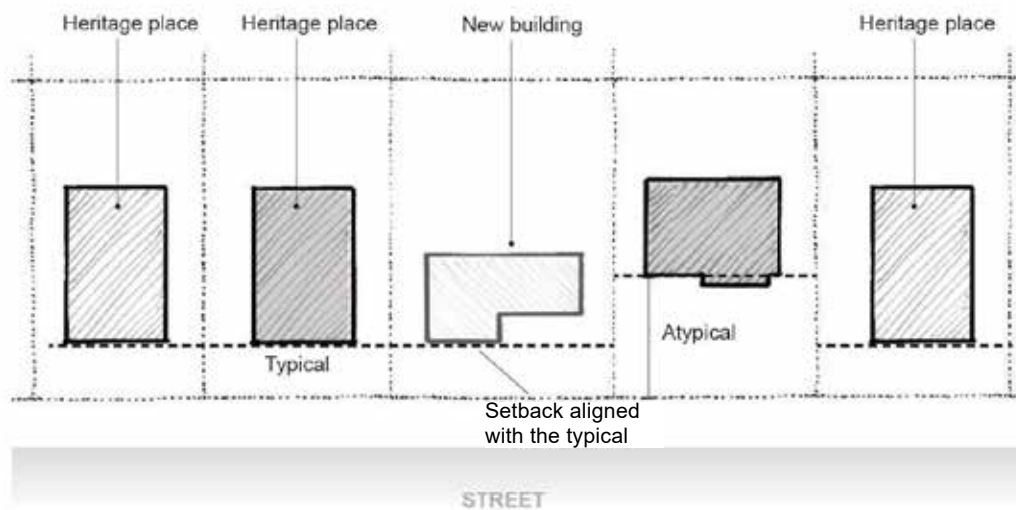 Heritage place
Heritage place
New building
Heritage place
Typical
Atypical
Setback aligned
with the typical
STREET